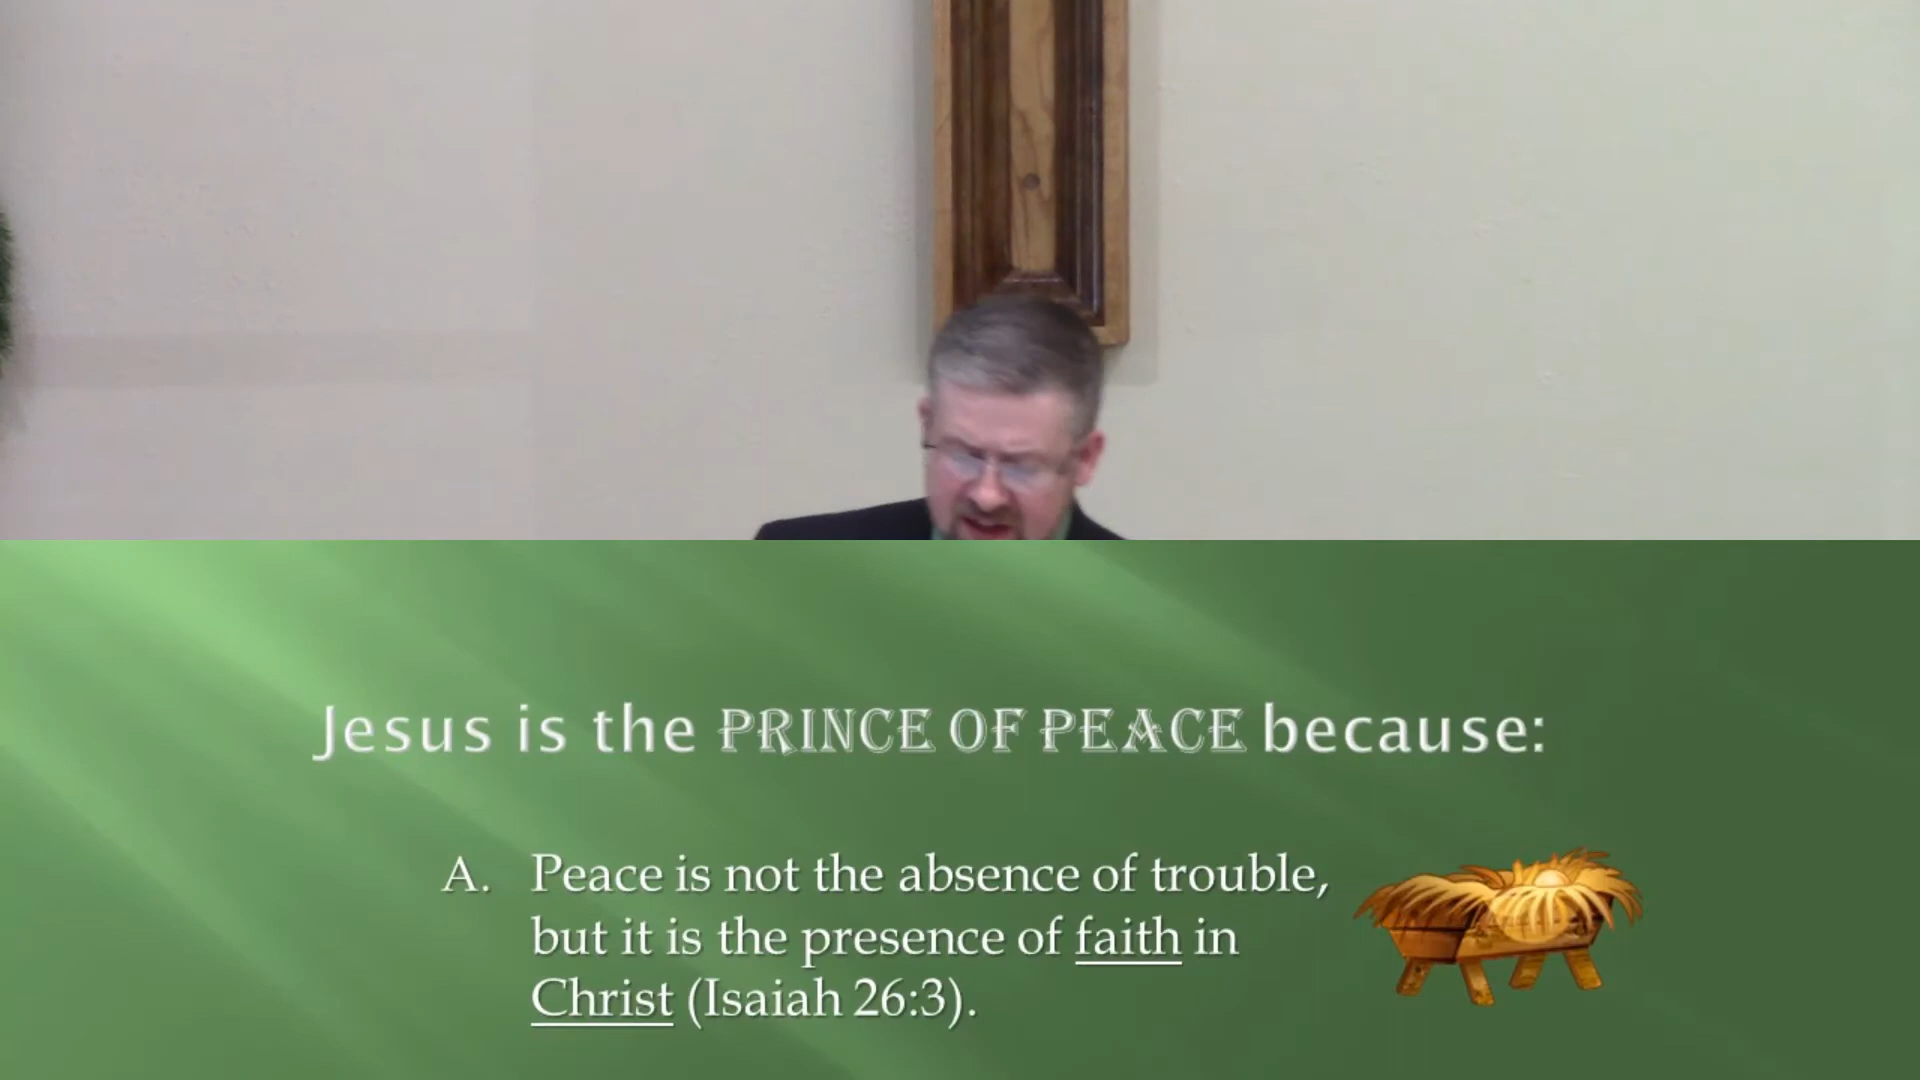 Jesus is the PRINCE OF PEACE because:
A. Peace is not the absence of trouble,
but it is the presence of faith in
Christ (Isaiah 26:3).